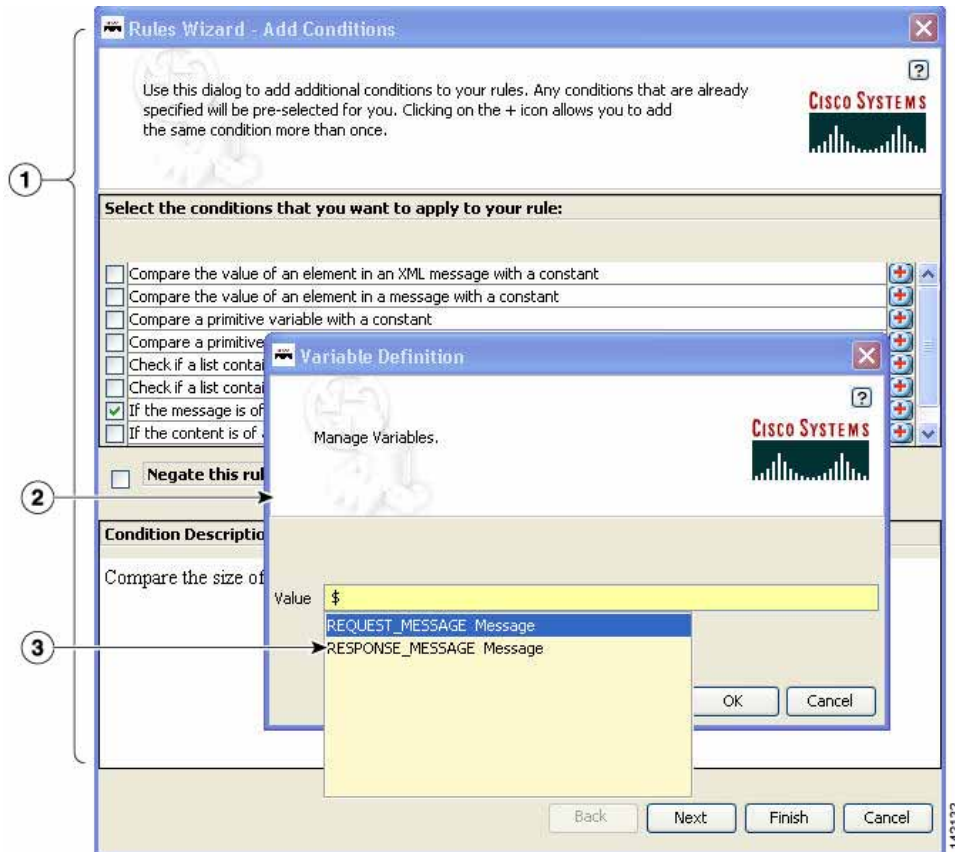 Rules Wizard - Add Conditions
?
Use this dialog to add additional conditions to your rules. Any conditions that are already
specified will be pre-selected for you. Clicking on the + icon allows you to add
the same condition more than once.
CISCO SYSTEMS
1
Select the conditions that you want to apply to your rule:
Compare the value of an element in an XML message with a constant
Compare the value of an element in a message with a constant
Compare a primitive variable with a constant
Compare a primitive
Check if a list contai
Check if a list contai
If the message is of
If the content is of
Variable Definition
?
Manage Variables.
CISCO SYSTEMS
Negate this rul
2
Condition Descriptio
Compare the size of
Value $
REQUEST_MESSAGE Message
3
RESPONSE_MESSAGE Message
OK Cancel
Back Next Finish Cancel